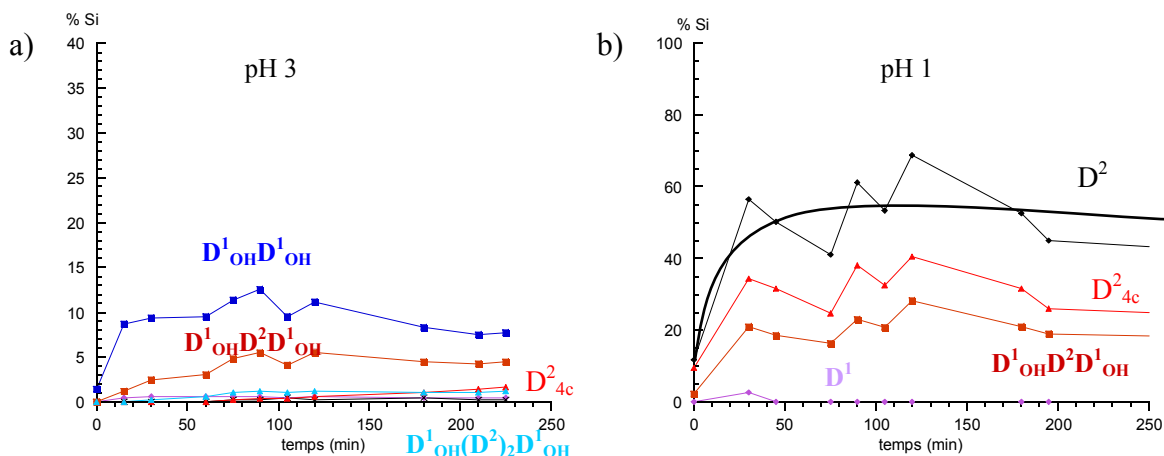 a)
% Si
pH 3
40
35
30
25
20
15
10
5
0
D¹OHD¹OH
D¹OHD²D¹OH
D²4c
D¹OH(D²)₂D¹OH
0 50 100 150 200 250
temps (min)
b)
% Si
pH 1
100
80
60
40
20
0
D²
D²4c
D¹
D¹OHD²D¹OH
0 50 100 150 200 250
temps (min)